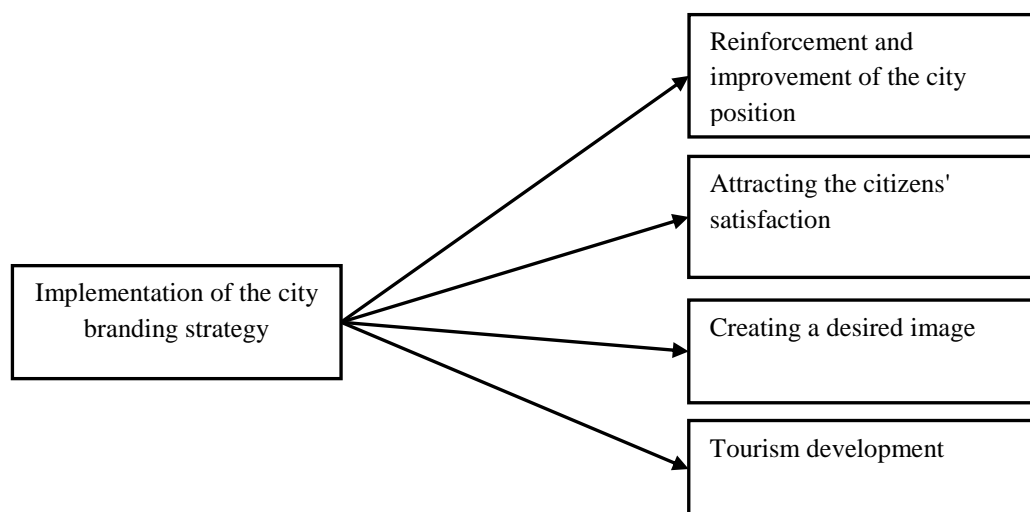 Implementation of the city
branding strategy
Reinforcement and
improvement of the city
position
Attracting the citizens'
satisfaction
Creating a desired image
Tourism development